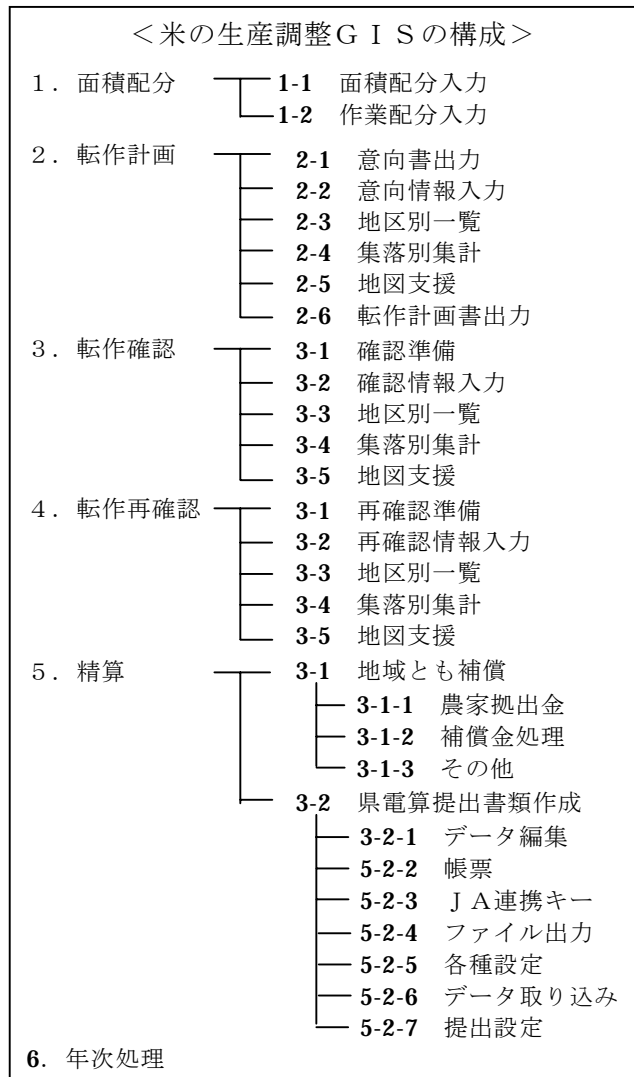 ＜米の生産調整ＧＩＳの構成＞
１．面積配分 1-1 面積配分入力
1-2 作業配分入力
２．転作計画 2-1 意向書出力
2-2 意向情報入力
2-3 地区別一覧
2-4 集落別集計
2-5 地図支援
2-6 転作計画書出力
３．転作確認 3-1 確認準備
3-2 確認情報入力
3-3 地区別一覧
3-4 集落別集計
3-5 地図支援
４．転作再確認 3-1 再確認準備
3-2 再確認情報入力
3-3 地区別一覧
3-4 集落別集計
3-5 地図支援
５．精算 3-1 地域とも補償
3-1-1 農家拠出金
3-1-2 補償金処理
3-1-3 その他
3-2 県電算提出書類作成
3-2-1 データ編集
5-2-2 帳票
5-2-3 ＪＡ連携キー
5-2-4 ファイル出力
5-2-5 各種設定
5-2-6 データ取り込み
5-2-7 提出設定
6. 年次処理